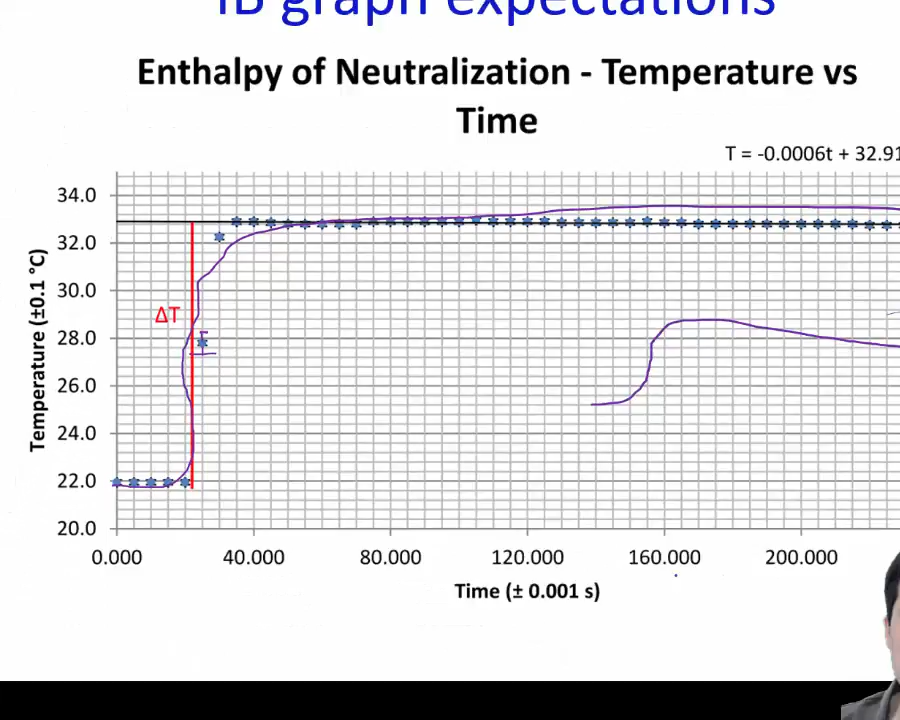 IB graph expectations
Enthalpy of Neutralization - Temperature vs
Time
T = -0.0006t + 32.91
34.0
32.0
30.0
28.0
26.0
24.0
22.0
20.0
Temperature (±0.1 °C)
ΔT
0.000 40.000 80.000 120.000 160.000 200.000
Time (± 0.001 s)